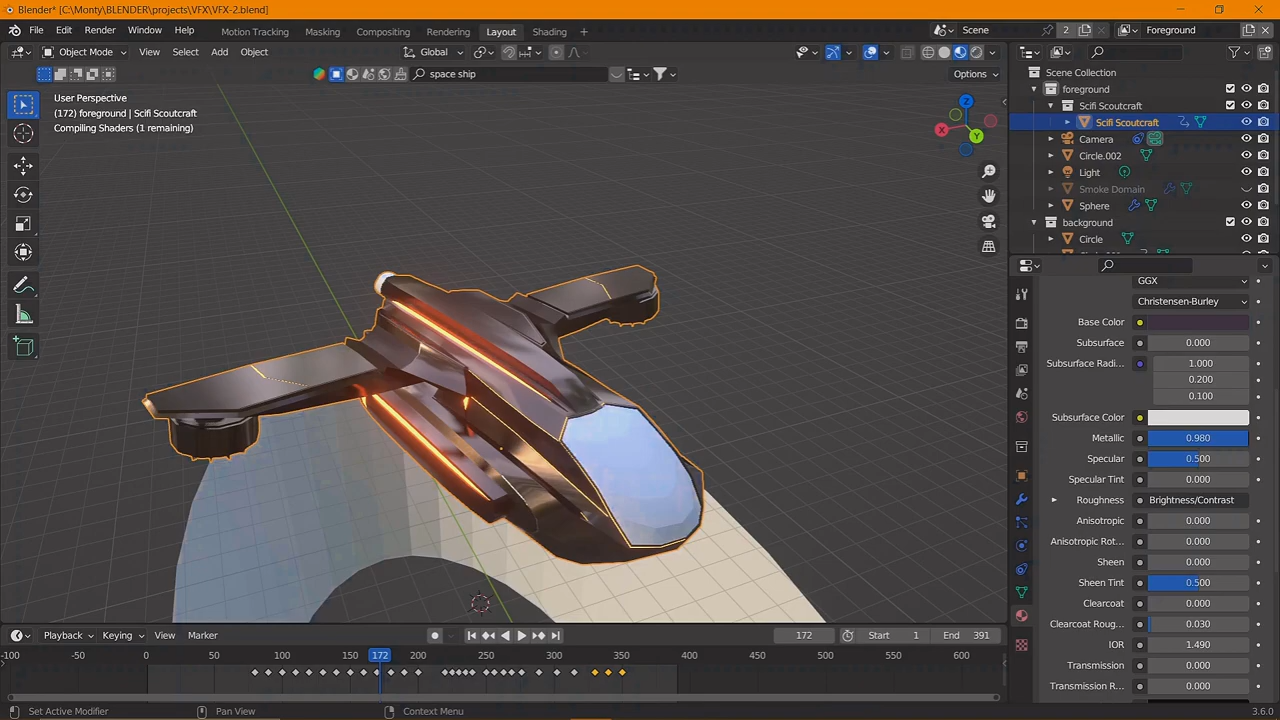 Blender* [C:\Monty\BLENDER\projects\VFX\VFX-2.blend]
File Edit Render Window Help Motion Tracking Masking Compositing Rendering Layout Shading + Scene 2 Foreground
Object Mode View Select Add Object Global
space ship Options
User Perspective
(172) foreground | Scifi Scoutcraft
Compiling Shaders (1 remaining)
Z
X
Y
Scene Collection
foreground
Scifi Scoutcraft
Scifi Scoutcraft
Camera
Circle.002
Light
Smoke Domain
Sphere
background
Circle
GGX
Christensen-Burley
Base Color
Subsurface 0.000
Subsurface Radi... 1.000
0.200
0.100
Subsurface Color
Metallic 0.980
Specular 0.500
Specular Tint 0.000
Roughness Brightness/Contrast
Anisotropic 0.000
Anisotropic Rot... 0.000
Sheen 0.000
Sheen Tint 0.500
Clearcoat 0.000
Clearcoat Roug... 0.030
IOR 1.490
Transmission 0.000
Transmission R... 0.000
Playback Keying View Marker 172 Start 1 End 391
-100 -50 0 50 100 150 172 200 250 300 350 400 450 500 550 600
Set Active Modifier Pan View Context Menu 3.6.0